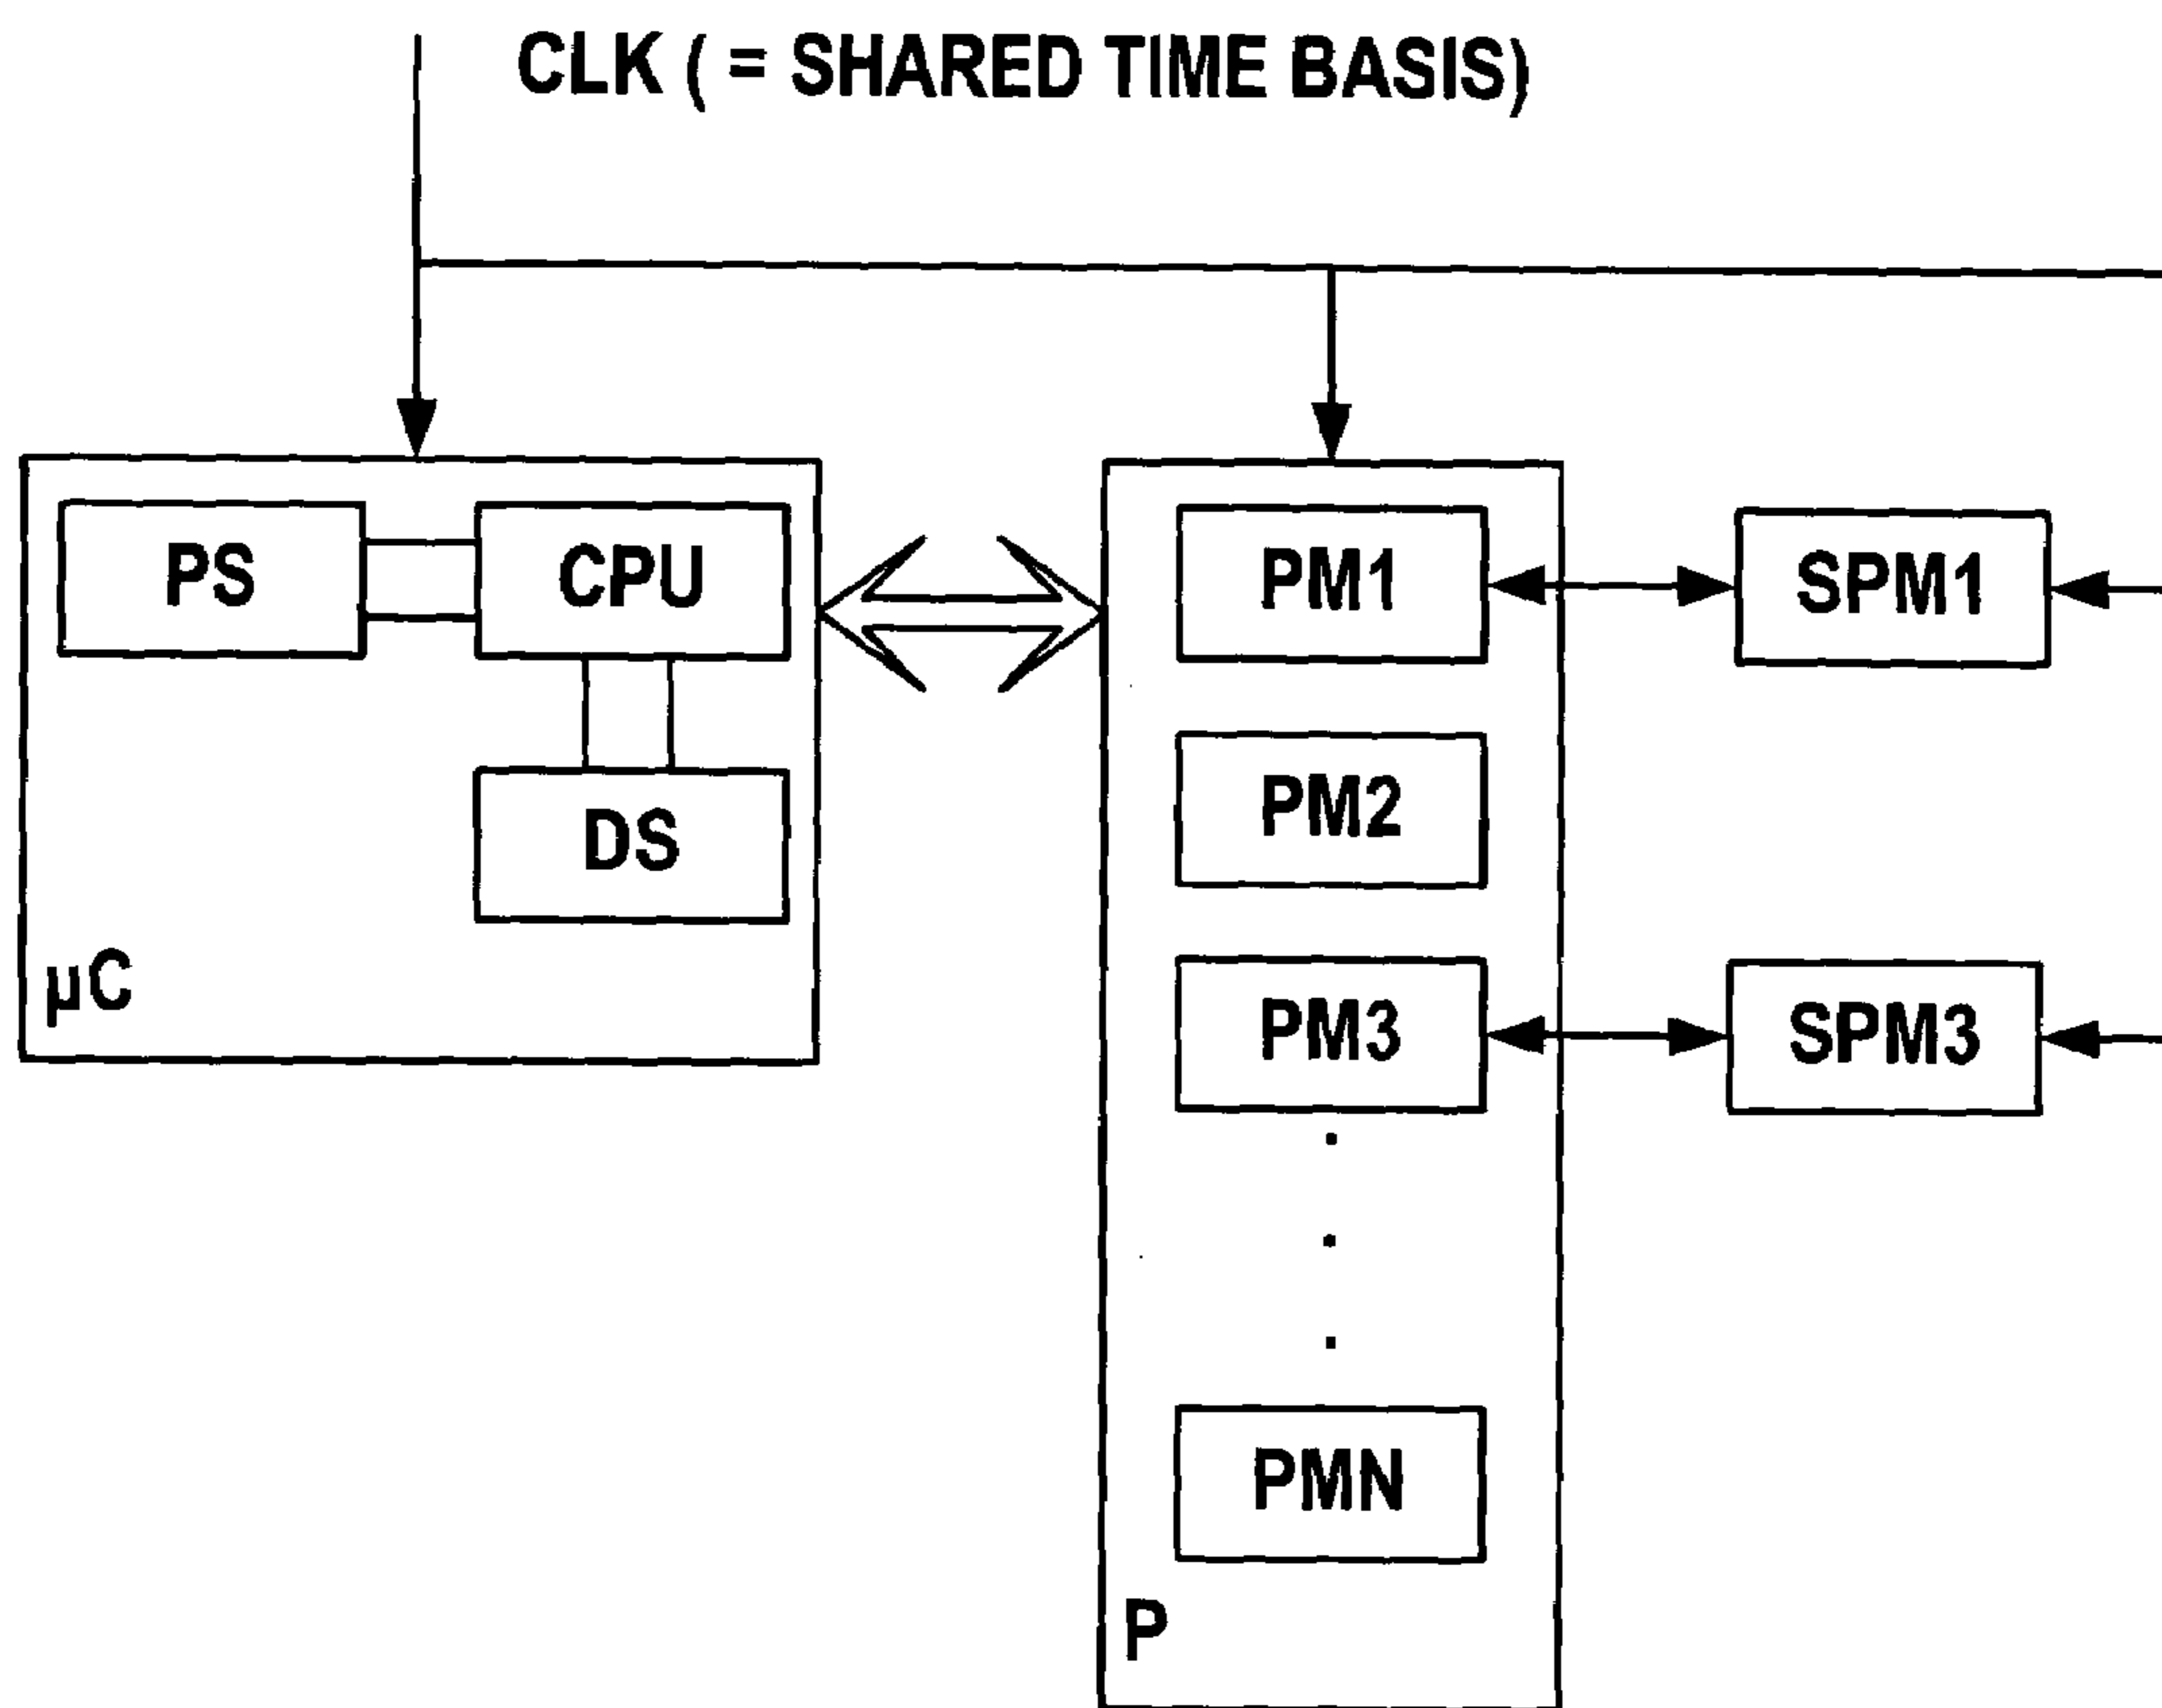 CLK ( = SHARED TIME BASIS)
PS
CPU
DS
µC
PM1
PM2
PM3
PMN
P
SPM1
SPM3